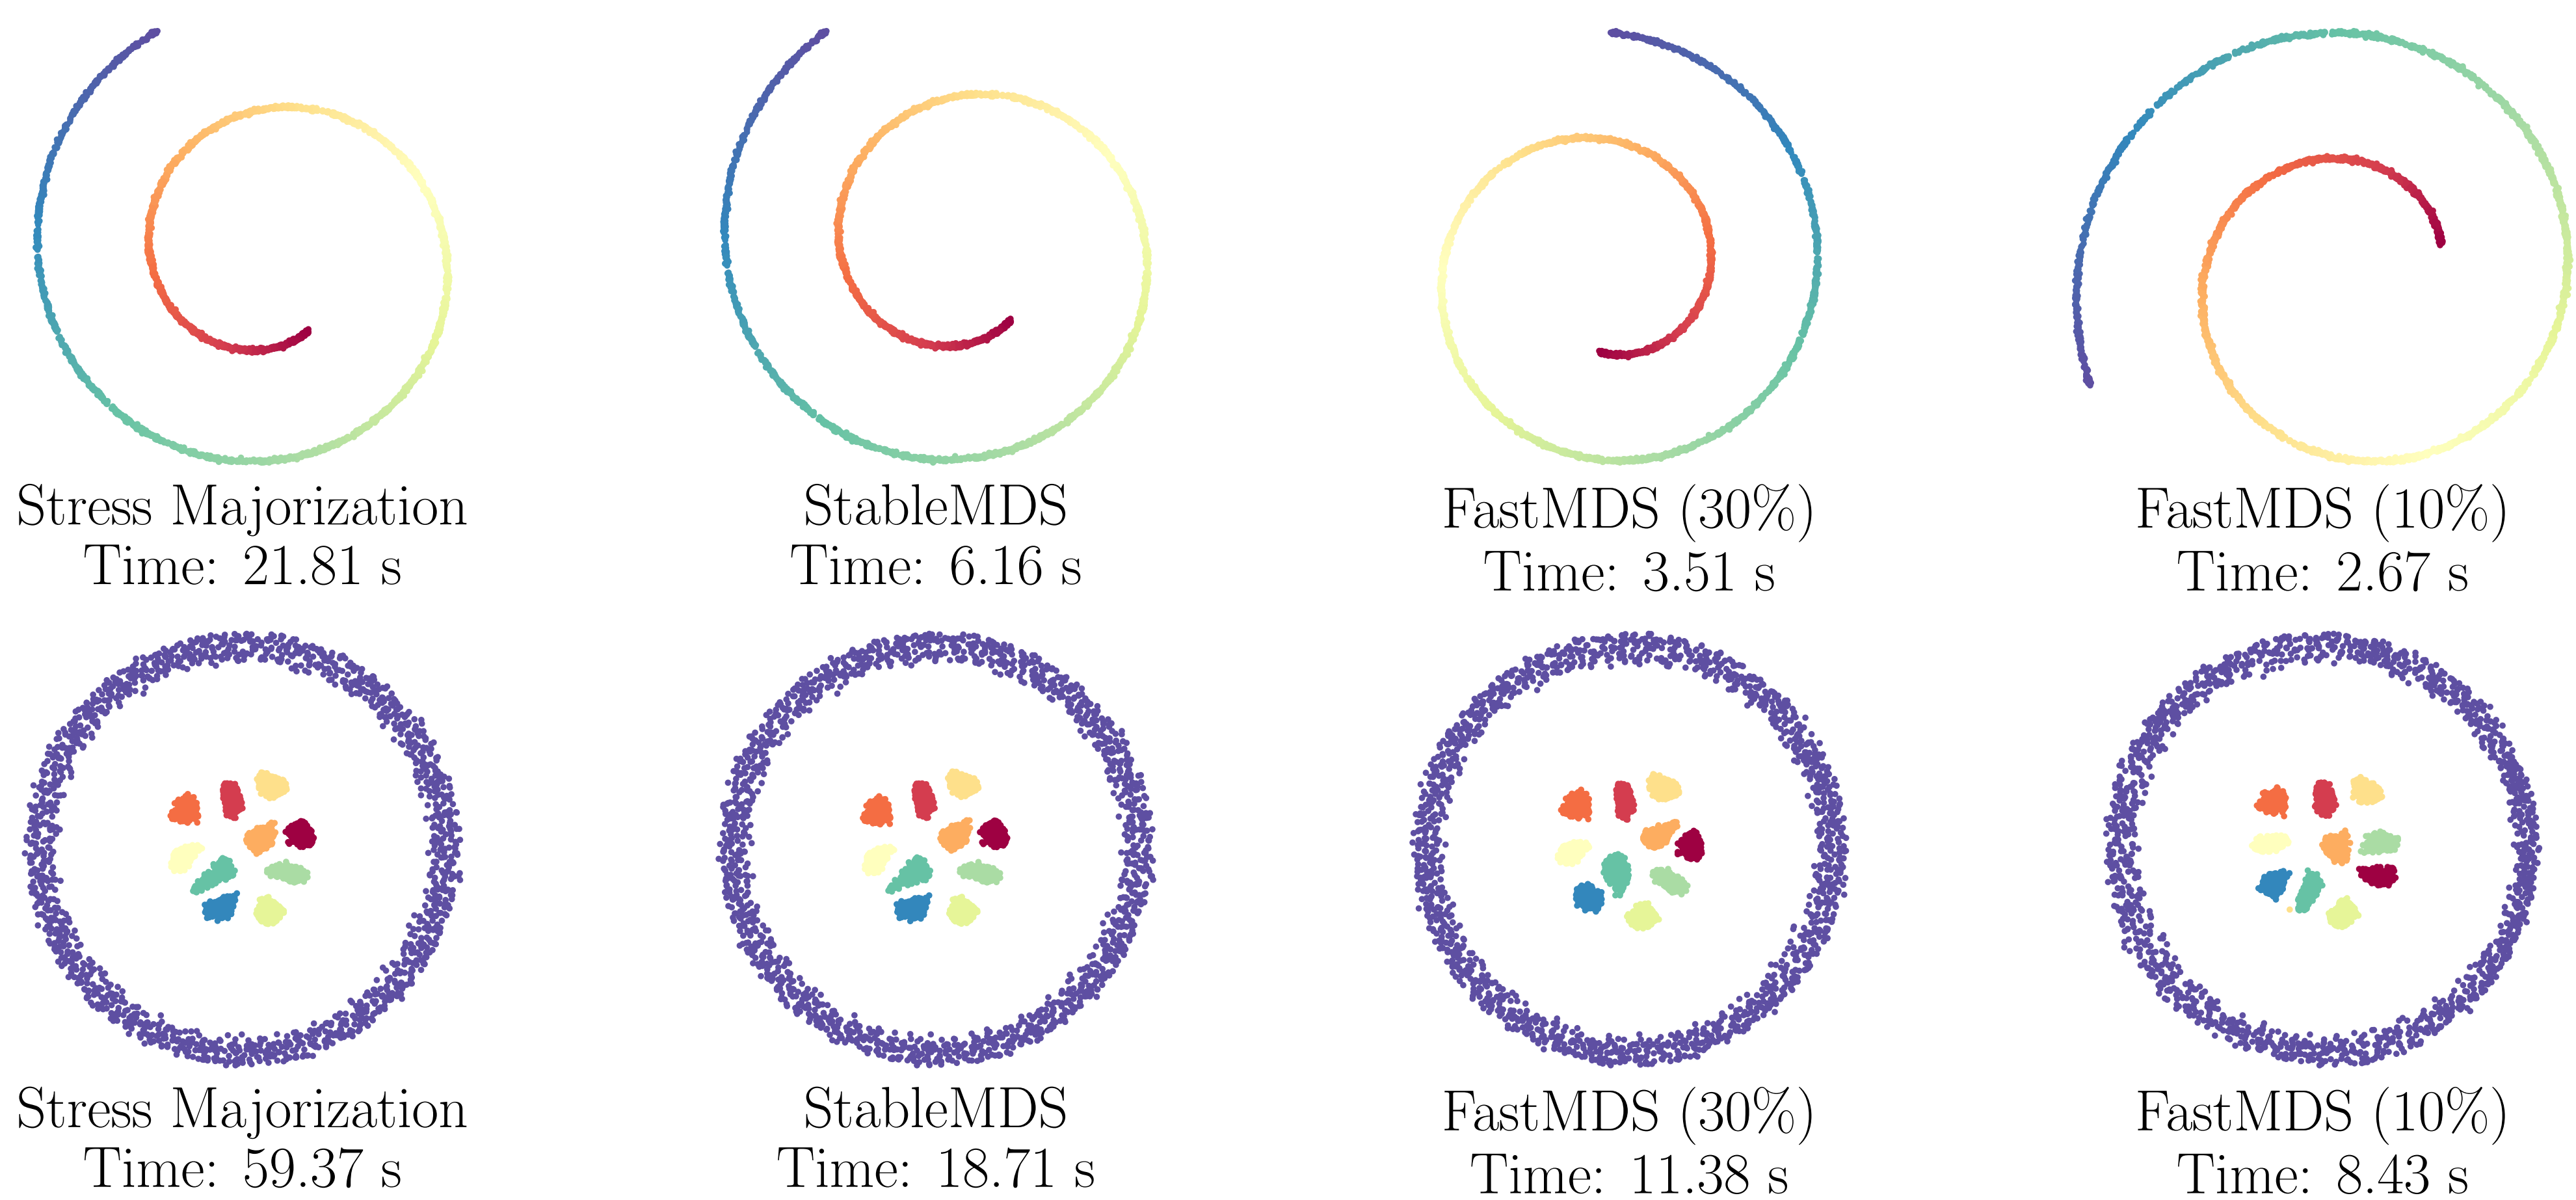 Stress Majorization
Time: 21.81 s
StableMDS
Time: 6.16 s
FastMDS (30%)
Time: 3.51 s
FastMDS (10%)
Time: 2.67 s
Stress Majorization
Time: 59.37 s
StableMDS
Time: 18.71 s
FastMDS (30%)
Time: 11.38 s
FastMDS (10%)
Time: 8.43 s